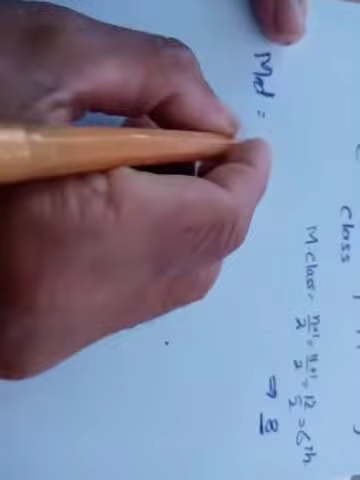 class
M.class = n+1/2 = 11+1/2 = 12/2 = 6th
⇒ 8
Med =